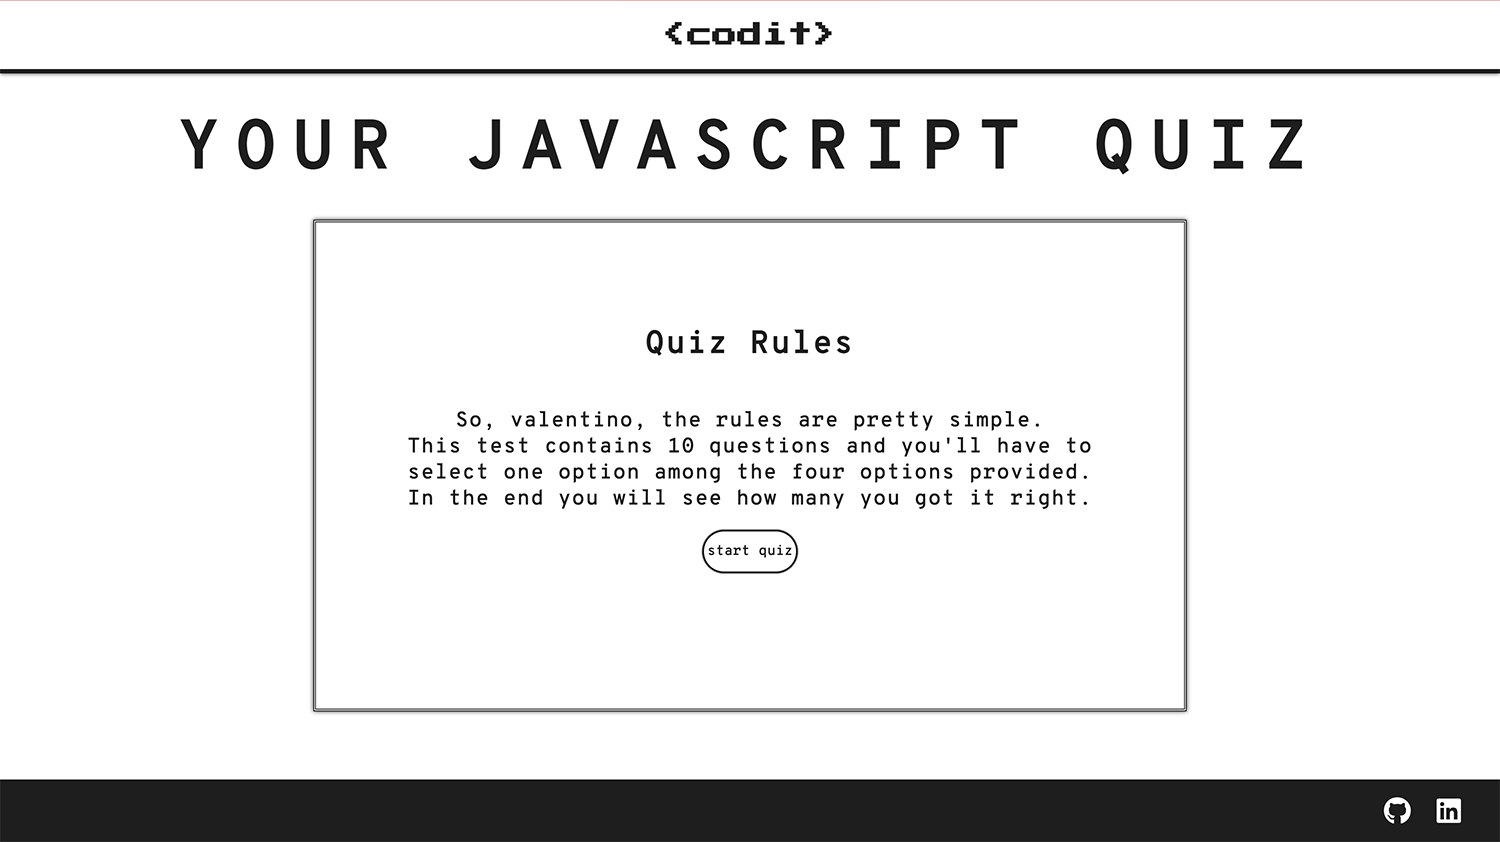 <codit>
YOUR JAVASCRIPT QUIZ
Quiz Rules
So, valentino, the rules are pretty simple.
This test contains 10 questions and you'll have to
select one option among the four options provided.
In the end you will see how many you got it right.
start quiz
in